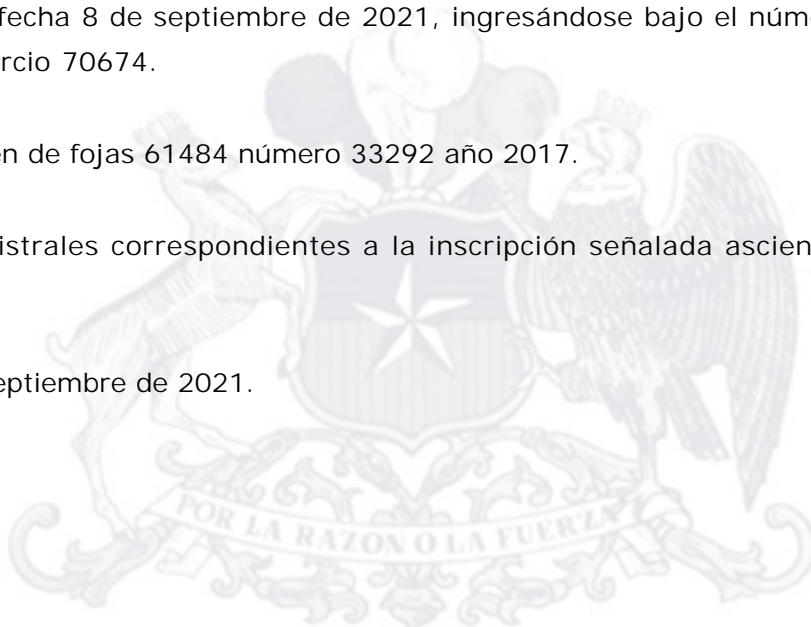 fecha 8 de septiembre de 2021, ingresándose bajo el núm
rcio 70674.
en de fojas 61484 número 33292 año 2017.
istrales correspondientes a la inscripción señalada ascien
eptiembre de 2021.
POR LA RAZON O LA FUERZA